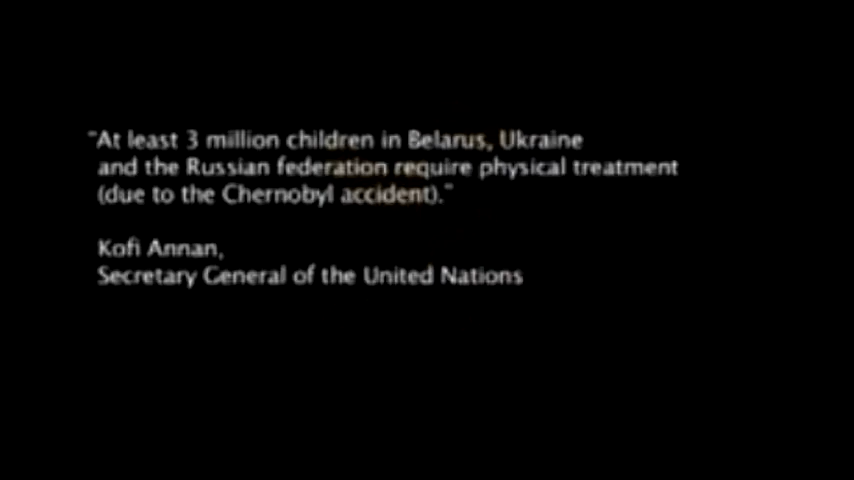 "At least 3 million children in Belarus, Ukraine
and the Russian federation require physical treatment
(due to the Chernobyl accident)."
Kofi Annan,
Secretary General of the United Nations